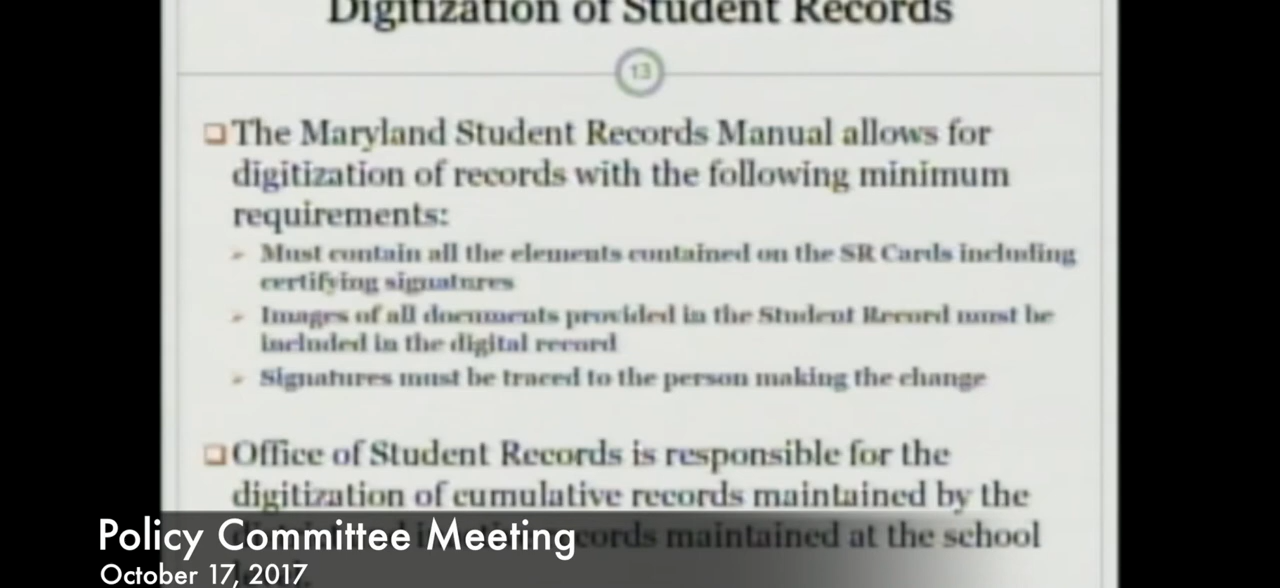 Digitization of Student Records
13
The Maryland Student Records Manual allows for
digitization of records with the following minimum
requirements:
Must contain all the elements contained on the SR Cards including
certifying signatures
Images of all documents provided in the Student Record must be
included in the digital record
Signatures must be traced to the person making the change
Office of Student Records is responsible for the
digitization of cumulative records maintained by the
records maintained at the school
Policy Committee Meeting
October 17, 2017